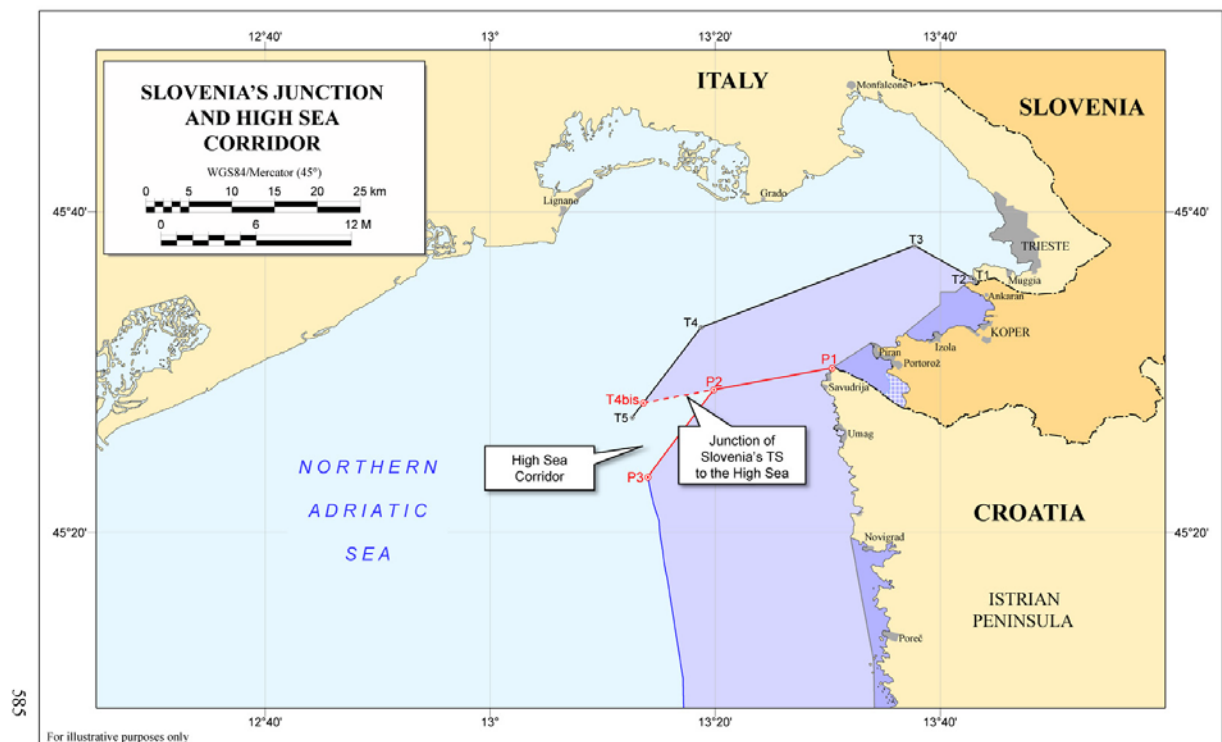 12°40'
13°
13°20'
13°40'
SLOVENIA'S JUNCTION
AND HIGH SEA
CORRIDOR
WGS84/Mercator (45°)
0 5 10 15 20 25 km
0 6 12 M
ITALY
Monfalcone
SLOVENIA
Lignano
Grado
45°40'
45°40'
TRIESTE
T3
T2
T1
Muggia
Ankaran
KOPER
T4
Izola
Piran
Portorož
P1
P2
Savudrija
T4bis
T5
Umag
Junction of
Slovenia's TS
to the High Sea
High Sea
Corridor
P3
NORTHERN
ADRIATIC
SEA
CROATIA
45°20'
45°20'
Novigrad
ISTRIAN
PENINSULA
Poreč
12°40'
13°
13°20'
13°40'
For illustrative purposes only
585